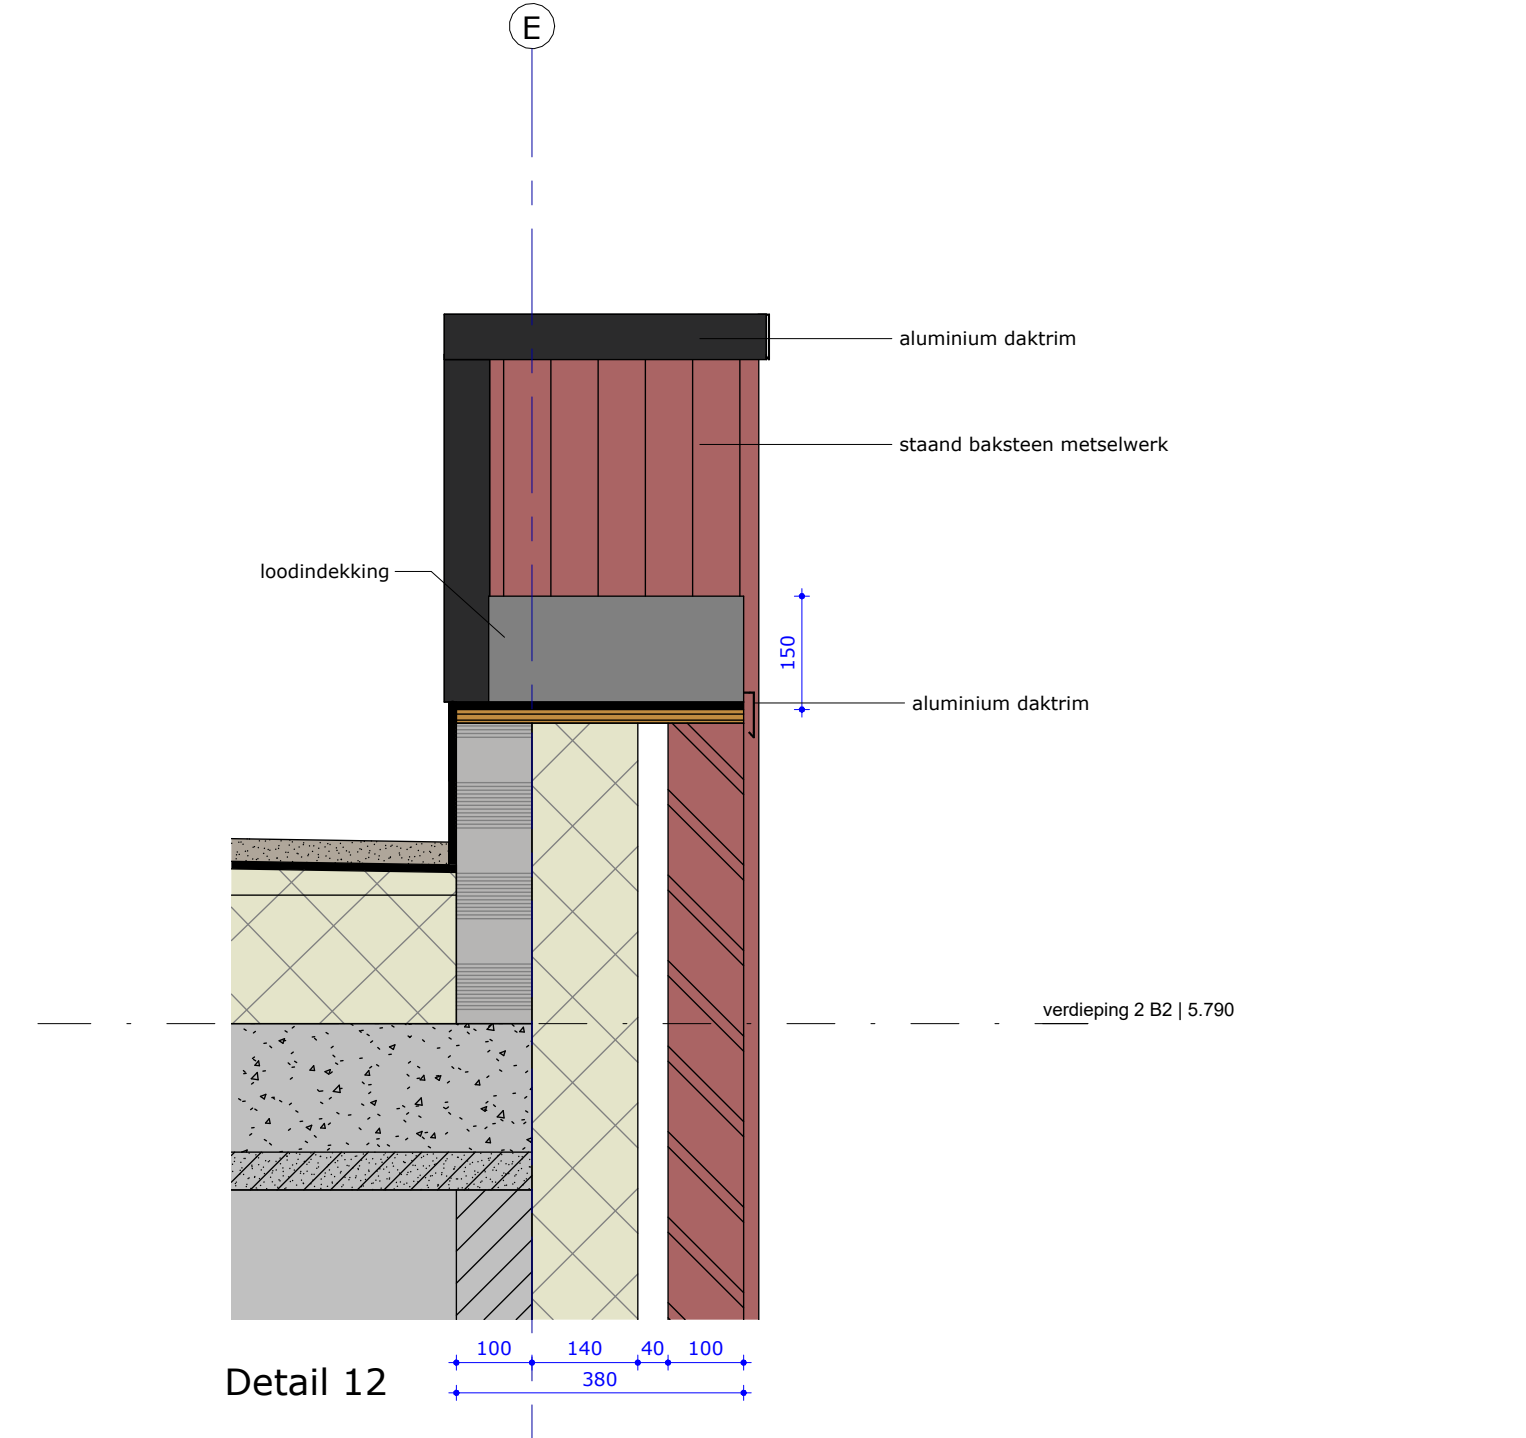 E
aluminium daktrim
staand baksteen metselwerk
loodindekking
150
aluminium daktrim
verdieping 2 B2 | 5.790
100 140 40 100
380
Detail 12